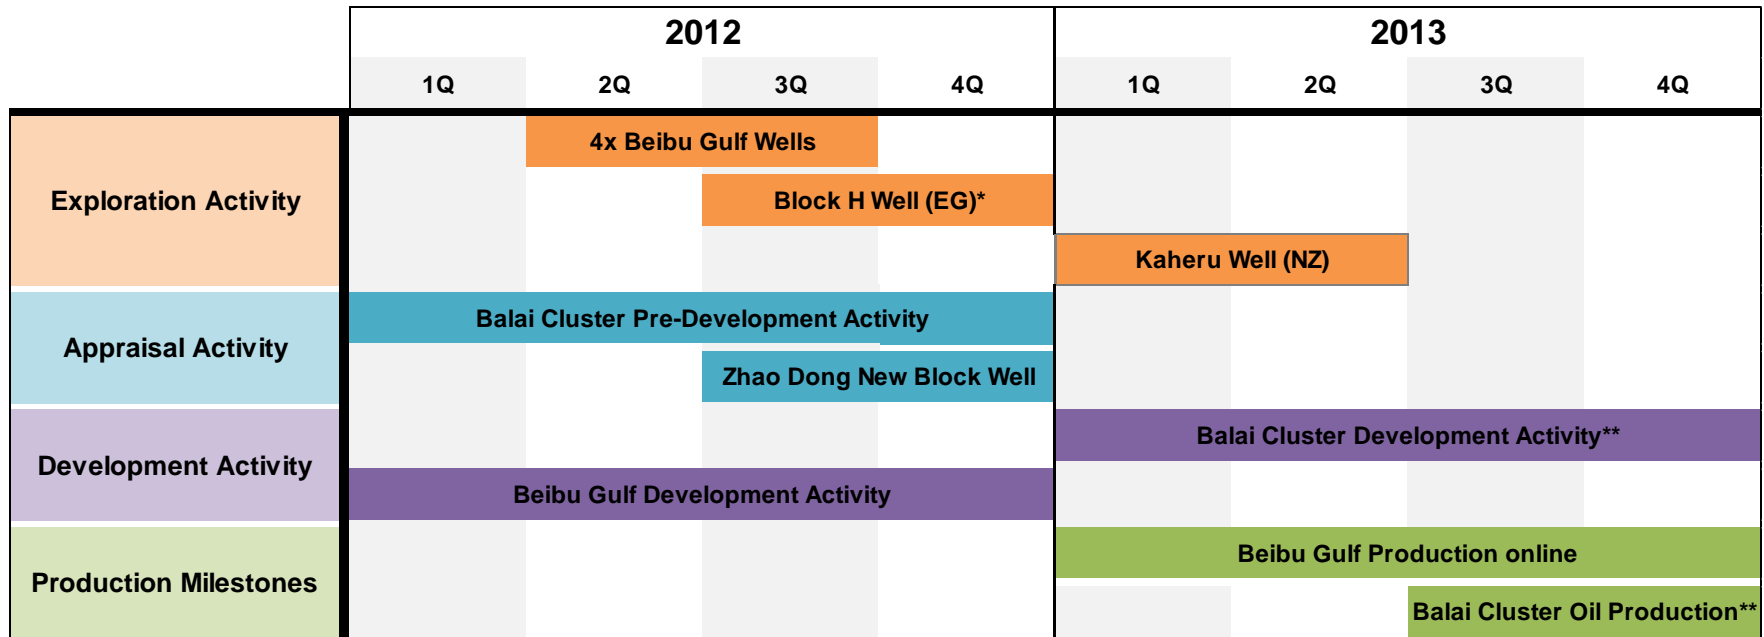 2012
2013
1Q
2Q
3Q
4Q
1Q
2Q
3Q
4Q
Exploration Activity
4x Beibu Gulf Wells
Block H Well (EG)*
Kaheru Well (NZ)
Appraisal Activity
Balai Cluster Pre-Development Activity
Zhao Dong New Block Well
Development Activity
Balai Cluster Development Activity**
Beibu Gulf Development Activity
Production Milestones
Beibu Gulf Production online
Balai Cluster Oil Production**